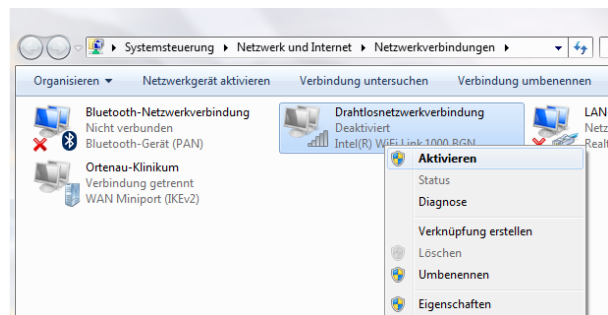 Systemsteuerung ▸ Netzwerk und Internet ▸ Netzwerkverbindungen ▸
Organisieren Netzwerkgerät aktivieren Verbindung untersuchen Verbindung umbenennen
Bluetooth-Netzwerkverbindung
Nicht verbunden
Bluetooth-Gerät (PAN)
Drahtlosnetzwerkverbindung
Deaktiviert
Intel(R) WiFi Link 1000 BGN
LAN
Netz
Realt
Ortenau-Klinikum
Verbindung getrennt
WAN Miniport (IKEv2)
Aktivieren
Status
Diagnose
Verknüpfung erstellen
Löschen
Umbenennen
Eigenschaften